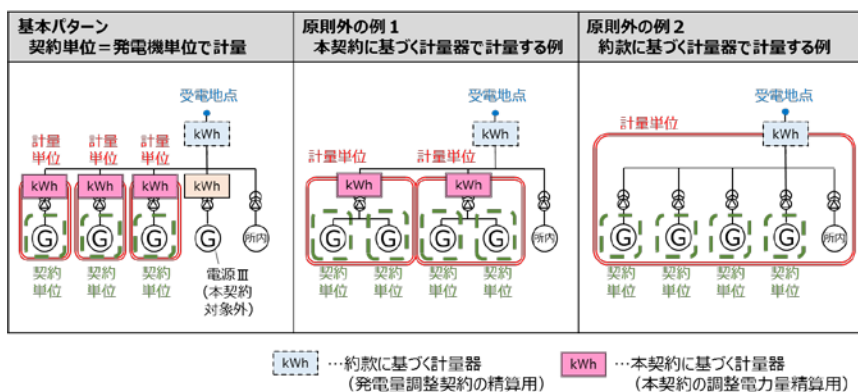 基本パターン
契約単位＝発電機単位で計量
原則外の例１
本契約に基づく計量器で計量する例
原則外の例２
約款に基づく計量器で計量する例
受電地点
kWh
計量
単位
計量
単位
計量
単位
kWh
kWh
kWh
kWh
G
G
G
G
所内
契約
単位
契約
単位
契約
単位
電源Ⅲ
（本契約
対象外）
受電地点
kWh
計量単位
計量単位
kWh
kWh
G
G
G
G
所内
契約
単位
契約
単位
契約
単位
契約
単位
受電地点
計量単位
kWh
G
G
G
G
所内
契約
単位
契約
単位
契約
単位
契約
単位
kWh …約款に基づく計量器
（発電量調整契約の精算用）
kWh …本契約に基づく計量器
（本契約の調整電力量精算用）